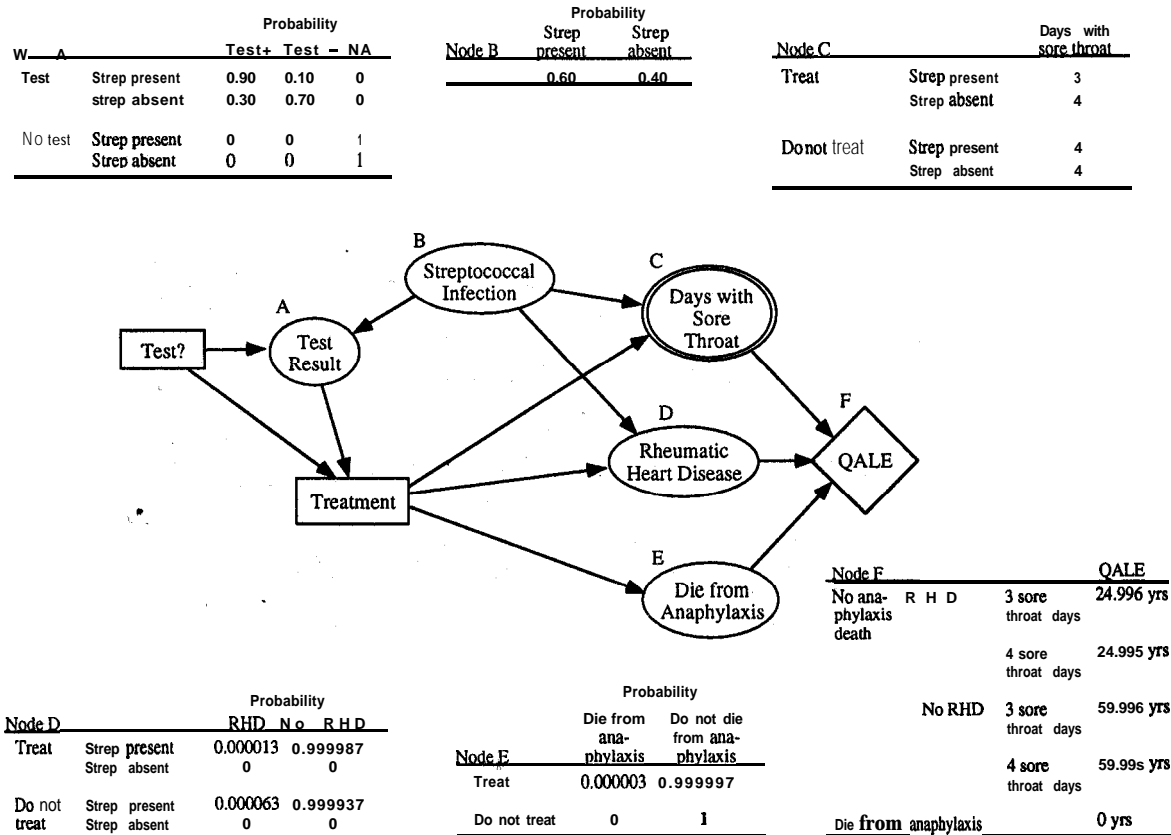 Probability
W A Test+ Test – NA
Test Strep present 0.90 0.10 0
strep absent 0.30 0.70 0
No test Strep present 0 0 1
Strep absent 0 0 1
Probability
Node B Strep present Strep absent
0.60 0.40
Node C Days with sore throat
Treat Strep present 3
Strep absent 4
Do not treat Strep present 4
Strep absent 4
B
Streptococcal
Infection
C
Days with
Sore
Throat
A
Test
Result
Test?
F
QALE
D
Rheumatic
Heart Disease
Treatment
E
Die from
Anaphylaxis
Probability
Node D RHD No RHD
Treat Strep present 0.000013 0.999987
Strep absent 0 0
Do not Strep present 0.000063 0.999937
treat Strep absent 0 0
Probability
Die from Do not die
ana- from ana-
Node E phylaxis phylaxis
Treat 0.000003 0.999997
Do not treat 0 1
Node F QALE
No ana- RHD 3 sore 24.996 yrs
phylaxis throat days
death
4 sore 24.995 yrs
throat days
No RHD 3 sore 59.996 yrs
throat days
4 sore 59.99s yrs
throat days
Die from anaphylaxis 0 yrs